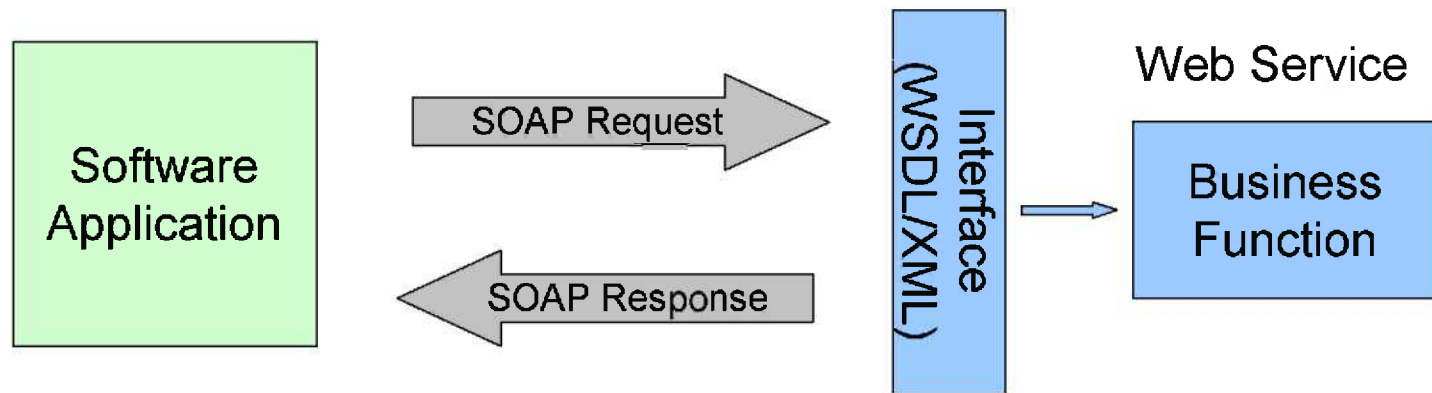 Software
Application
SOAP Request
SOAP Response
Interface
(WSDL/XML)
Web Service
Business
Function